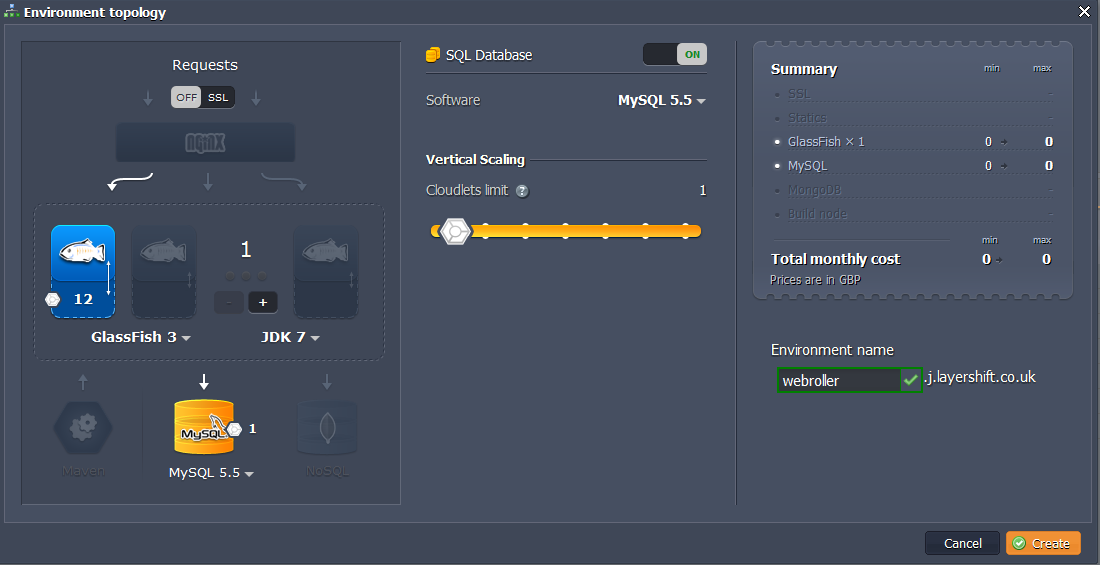 Environment topology
Requests
OFF SSL
NGINX
12
1
- +
GlassFish 3
JDK 7
Maven
MySQL
1
MySQL 5.5
NoSQL
SQL Database
ON
Software
MySQL 5.5
Vertical Scaling
Cloudlets limit ? 1
Summary min max
SSL -
Statics -
GlassFish × 1 0 0
MySQL 0 0
MongoDB -
Build node -
min max
Total monthly cost 0 0
Prices are in GBP
Environment name
webroller .j.layershift.co.uk
Cancel
Create